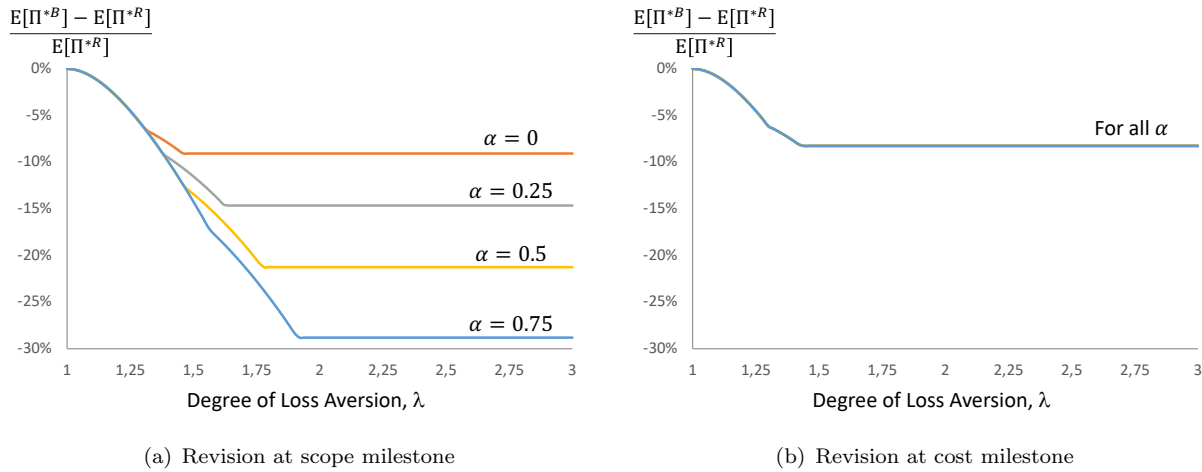 E[Π*B] − E[Π*R]
E[Π*R]
0%
-5%
-10%
-15%
-20%
-25%
-30%
α = 0
α = 0.25
α = 0.5
α = 0.75
1 1,25 1,5 1,75 2 2,25 2,5 2,75 3
Degree of Loss Aversion, λ
(a) Revision at scope milestone
E[Π*B] − E[Π*R]
E[Π*R]
0%
-5%
-10%
-15%
-20%
-25%
-30%
For all α
1 1,25 1,5 1,75 2 2,25 2,5 2,75 3
Degree of Loss Aversion, λ
(b) Revision at cost milestone